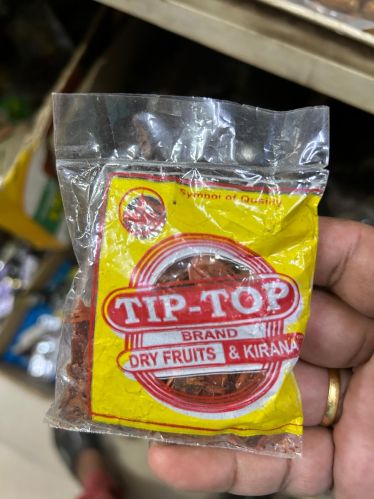 Symbol of Quality
TIP-TOP
BRAND
DRY FRUITS & KIRANA